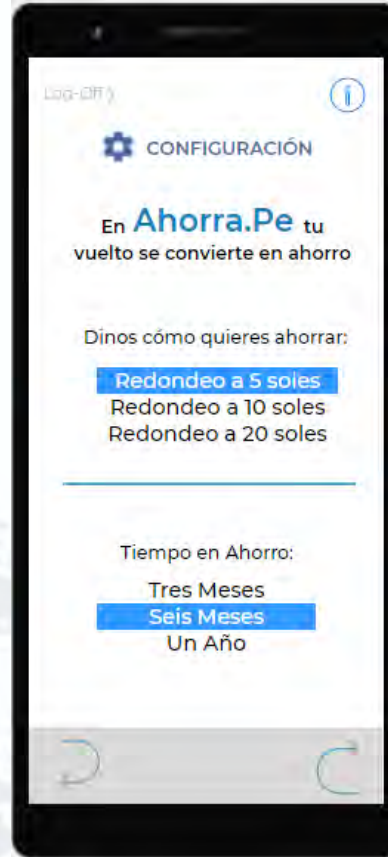 Log-Off
CONFIGURACIÓN
En Ahorra.Pe tu
vuelto se convierte en ahorro
Dinos cómo quieres ahorrar:
Redondeo a 5 soles
Redondeo a 10 soles
Redondeo a 20 soles
Tiempo en Ahorro:
Tres Meses
Seis Meses
Un Año